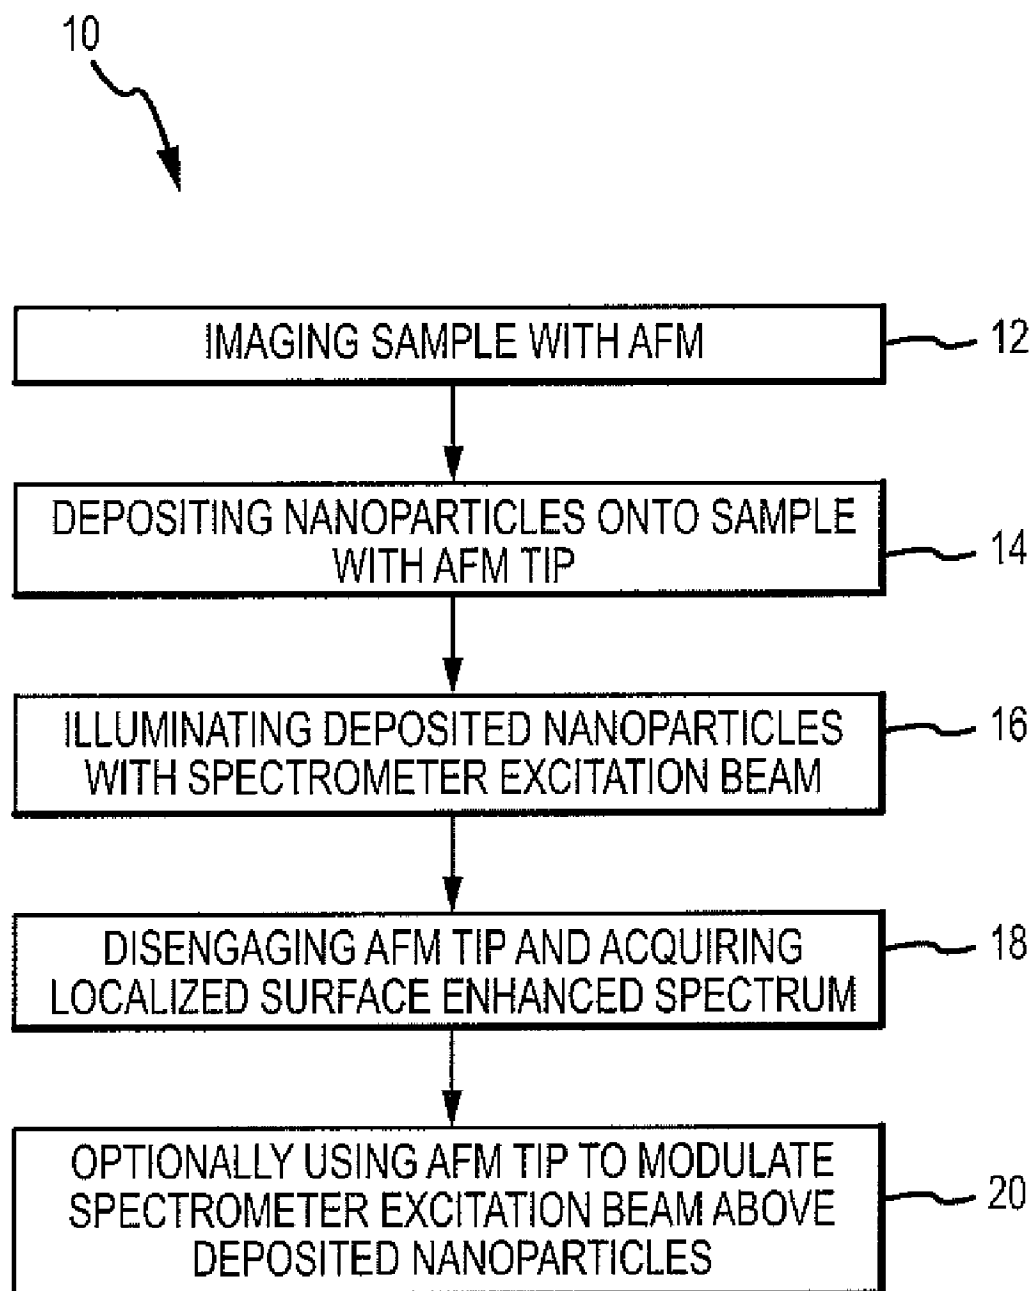 10
IMAGING SAMPLE WITH AFM
12
DEPOSITING NANOPARTICLES ONTO SAMPLE
WITH AFM TIP
14
ILLUMINATING DEPOSITED NANOPARTICLES
WITH SPECTROMETER EXCITATION BEAM
16
DISENGAGING AFM TIP AND ACQUIRING
LOCALIZED SURFACE ENHANCED SPECTRUM
18
OPTIONALLY USING AFM TIP TO MODULATE
SPECTROMETER EXCITATION BEAM ABOVE
DEPOSITED NANOPARTICLES
20